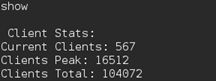 show
Client Stats:
Current Clients: 567
Clients Peak: 16512
Clients Total: 104072